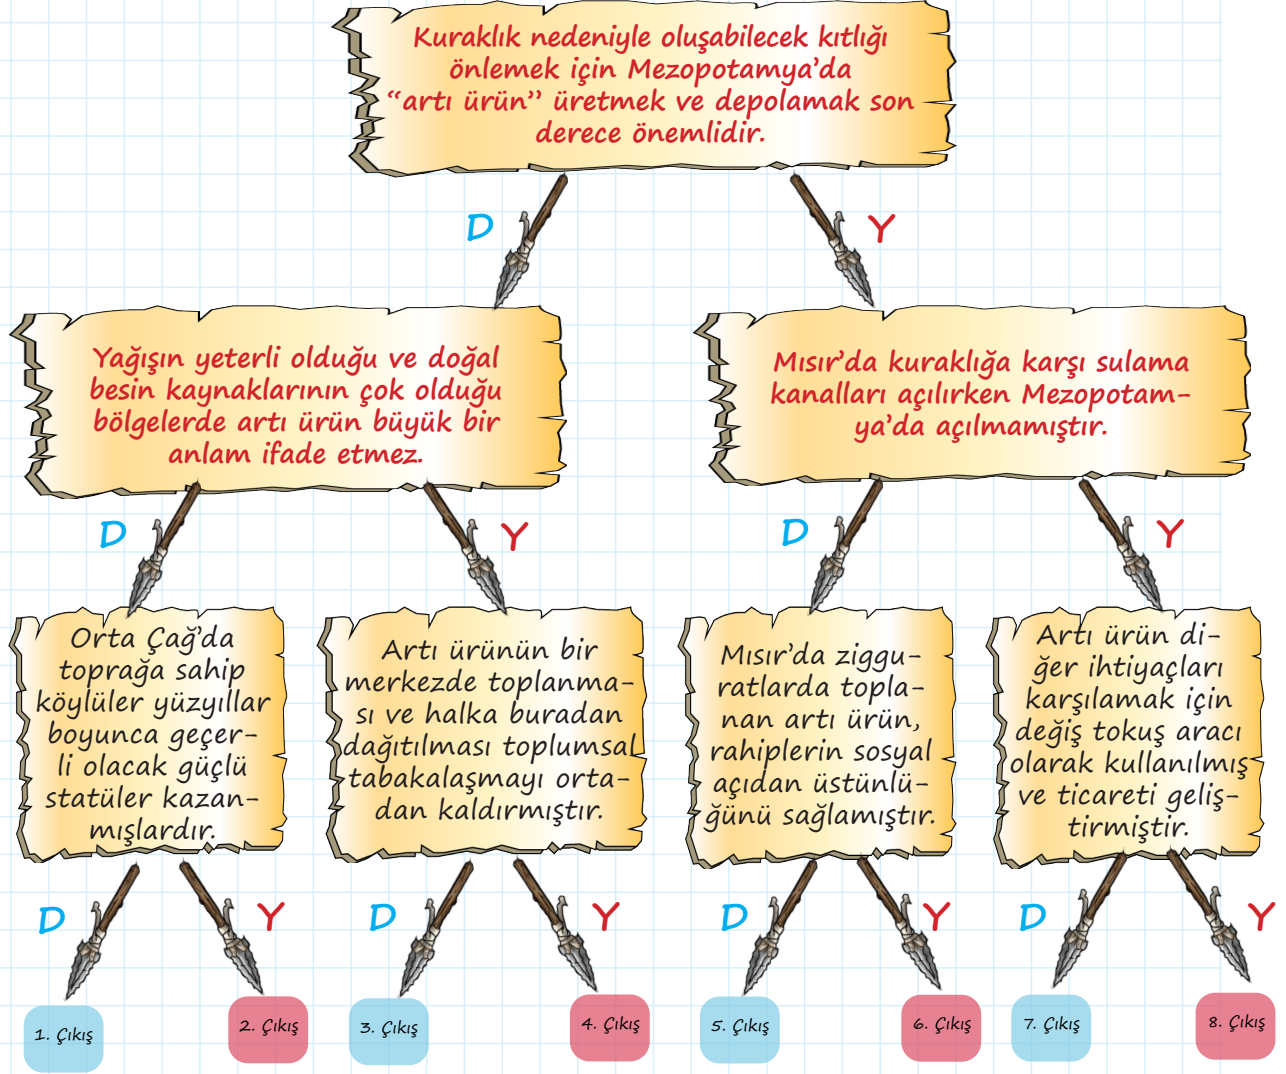 Kuraklık nedeniyle oluşabilecek kıtlığı
önlemek için Mezopotamya’da
“artı ürün” üretmek ve depolamak son
derece önemlidir.
D
Y
Yağışın yeterli olduğu ve doğal
besin kaynaklarının çok olduğu
bölgelerde artı ürün büyük bir
anlam ifade etmez.
Mısır’da kuraklığa karşı sulama
kanalları açılırken Mezopotam-
ya’da açılmamıştır.
D
Y
D
Y
Orta Çağ’da
toprağa sahip
köylüler yüzyıllar
boyunca geçer-
li olacak güçlü
statüler kazan-
mışlardır.
Artı ürünün bir
merkezde toplanma-
sı ve halka buradan
dağıtılması toplumsal
tabakalaşmayı orta-
dan kaldırmıştır.
Mısır’da ziggu-
ratlarda topla-
nan artı ürün,
rahiplerin sosyal
açıdan üstünlü-
ğünü sağlamıştır.
Artı ürün di-
ğer ihtiyaçları
karşılamak için
değiş tokuş aracı
olarak kullanılmış
ve ticareti geliş-
tirmiştir.
D
Y
D
Y
D
Y
D
Y
1. Çıkış
2. Çıkış
3. Çıkış
4. Çıkış
5. Çıkış
6. Çıkış
7. Çıkış
8. Çıkış